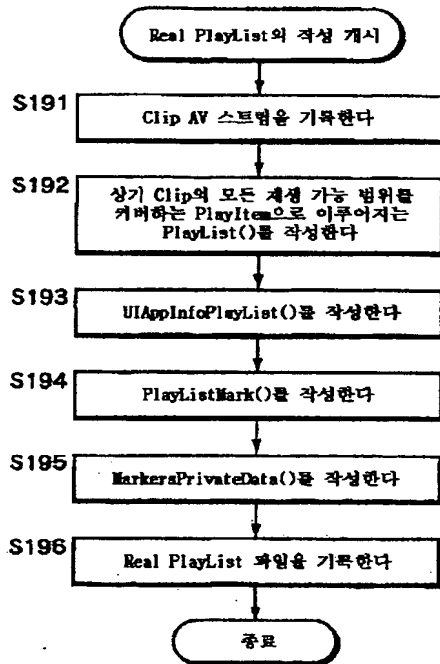 Real PlayList의 작성 개시
S191
Clip AV 스트림을 기록한다
S192
상기 Clip의 모든 재생 가능 범위를
커버하는 PlayItem으로 이루어지는
PlayList()를 작성한다
S193
UIAppInfoPlayList()를 작성한다
S194
PlayListMark()를 작성한다
S195
MarkersPrivateData()를 작성한다
S196
Real PlayList 파일을 기록한다
종료